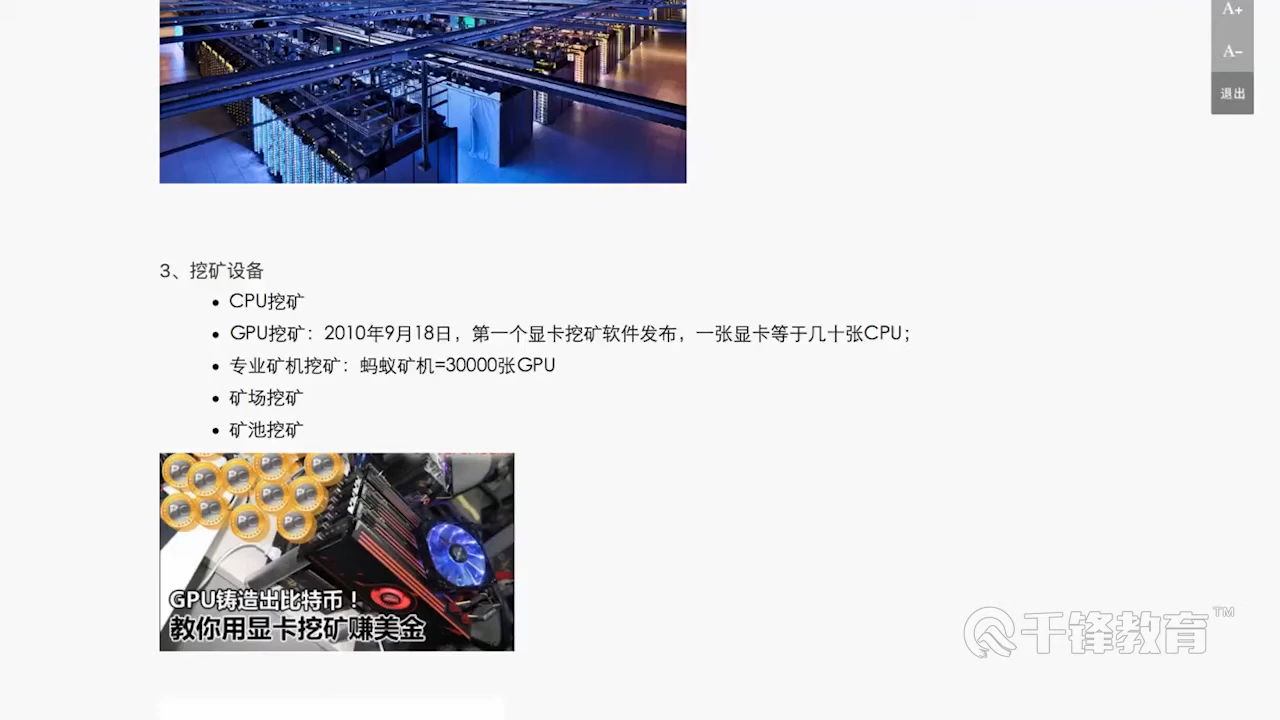 A+
A-
退出
3、挖矿设备
• CPU挖矿
• GPU挖矿：2010年9月18日，第一个显卡挖矿软件发布，一张显卡等于几十张CPU；
• 专业矿机挖矿：蚂蚁矿机=30000张GPU
• 矿场挖矿
• 矿池挖矿
GPU铸造出比特币！
教你用显卡挖矿赚美金
千锋教育™